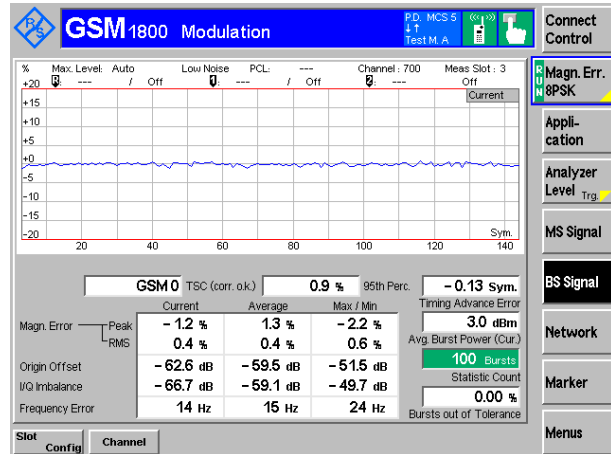 R S GSM 1800 Modulation P.D. MCS 5 Test M. A Connect Control
% Max. Level: Auto Low Noise PCL: --- Channel : 700 Meas Slot : 3
R: --- / Off 1: --- / Off 2: --- Off
Current
RUN Magn. Err. 8PSK
Appli-
cation
Analyzer
Level Trg.
MS Signal
BS Signal
Network
Marker
Menus
+20
+15
+10
+5
+0
-5
-10
-15
-20
Sym.
20 40 60 80 100 120 140
GSM 0 TSC (corr. o.k.) 0.9 % 95th Perc. – 0.13 Sym.
Timing Advance Error
Current Average Max / Min
Magn. Error Peak – 1.2 % 1.3 % – 2.2 % 3.0 dBm
RMS 0.4 % 0.4 % 0.6 % Avg. Burst Power (Cur.)
Origin Offset – 62.6 dB – 59.5 dB – 51.5 dB 100 Bursts
Statistic Count
I/Q Imbalance – 66.7 dB – 59.1 dB – 49.7 dB 0.00 %
Frequency Error 14 Hz 15 Hz 24 Hz Bursts out of Tolerance
Slot
Config
Channel